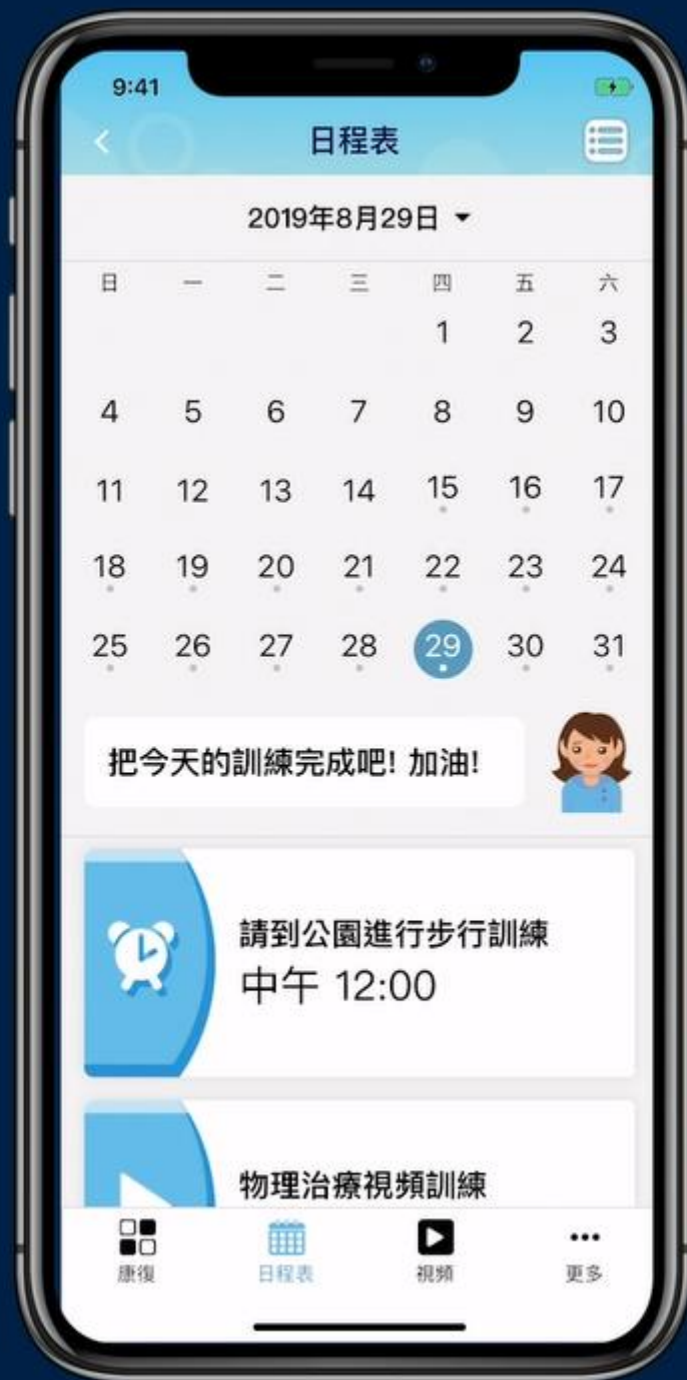 9:41
日程表
2019年8月29日
日 一 二 三 四 五 六
1 2 3
4 5 6 7 8 9 10
11 12 13 14 15 16 17
18 19 20 21 22 23 24
25 26 27 28 29 30 31
把今天的訓練完成吧! 加油!
請到公園進行步行訓練
中午 12:00
物理治療視頻訓練
康復 日程表 視頻 更多